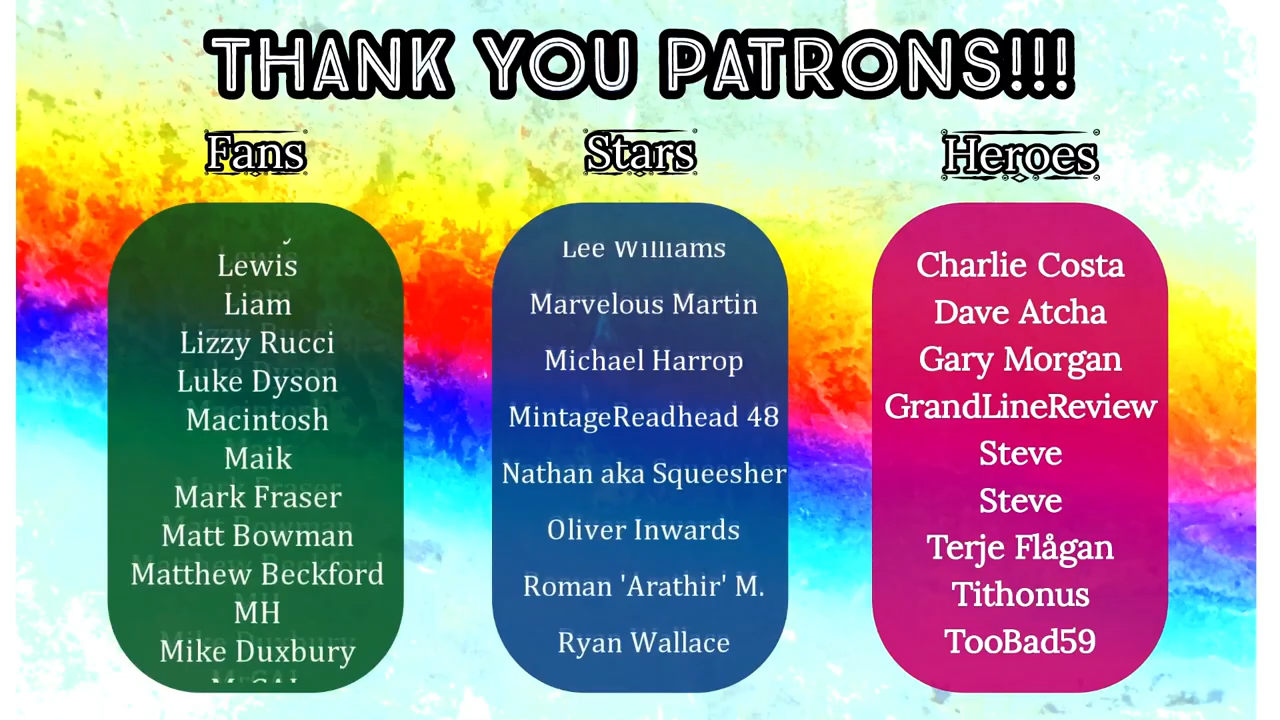 THANK YOU PATRONS!!!
Fans
Lewis
Liam
Lizzy Rucci
Luke Dyson
Macintosh
Maik
Mark Fraser
Matt Bowman
Matthew Beckford
MH
Mike Duxbury
Stars
Lee Williams
Marvelous Martin
Michael Harrop
MintageReadhead 48
Nathan aka Squeesher
Oliver Inwards
Roman 'Arathir' M.
Ryan Wallace
Heroes
Charlie Costa
Dave Atcha
Gary Morgan
GrandLineReview
Steve
Steve
Terje Flågan
Tithonus
TooBad59